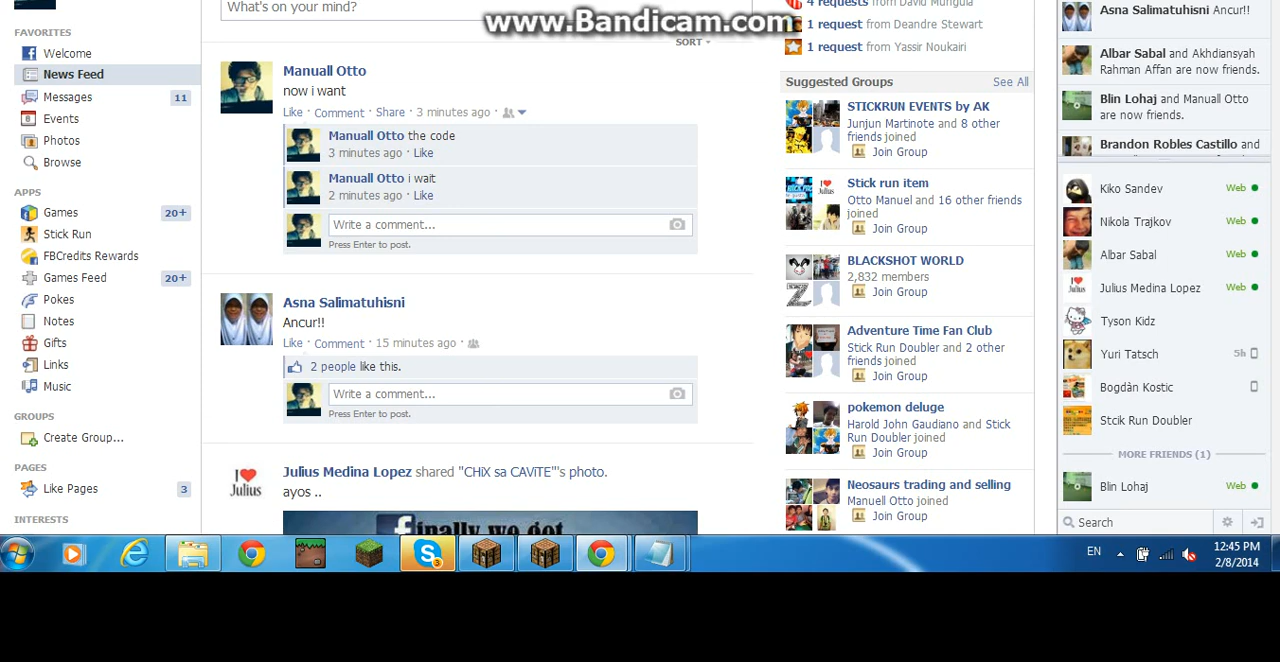 www.Bandicam.com
What's on your mind?
SORT
FAVORITES
Welcome
News Feed
Messages 11
Events
Photos
Browse
APPS
Games 20+
Stick Run
FBCredits Rewards
Games Feed 20+
Pokes
Notes
Gifts
Links
Music
GROUPS
Create Group...
PAGES
Like Pages 3
INTERESTS
Manuall Otto
now i want
Like · Comment · Share · 3 minutes ago ·
Manuall Otto the code
3 minutes ago · Like
Manuall Otto i wait
2 minutes ago · Like
Write a comment...
Press Enter to post.
Asna Salimatuhisni
Ancur!!
Like · Comment · 15 minutes ago ·
2 people like this.
Write a comment...
Press Enter to post.
Julius Medina Lopez shared "CHiX sa CAViTE"'s photo.
ayos ..
I
Julius
Finally we got
4 requests from David Munguia
1 request from Deandre Stewart
1 request from Yassir Noukairi
Suggested Groups See All
STICKRUN EVENTS by AK
Junjun Martinote and 8 other
friends joined
Join Group
Stick run item
Otto Manuel and 16 other friends
joined
Join Group
BLACKSHOT WORLD
2,832 members
Join Group
Adventure Time Fan Club
Stick Run Doubler and 2 other
friends joined
Join Group
pokemon deluge
Harold John Gaudiano and Stick
Run Doubler joined
Join Group
Neosaurs trading and selling
Manuell Otto joined
Join Group
Asna Salimatuhisni Ancur!!
Albar Sabal and Akhdansyah
Rahman Affan are now friends.
Blin Lohaj and Manuall Otto
are now friends.
Brandon Robles Castillo and
Kiko Sandev Web
Nikola Trajkov Web
Albar Sabal Web
Julius Medina Lopez Web
Tyson Kidz
Yuri Tatsch 5h
Bogdàn Kostic
Stcik Run Doubler
MORE FRIENDS (1)
Blin Lohaj Web
Search
EN
12:45 PM
2/8/2014